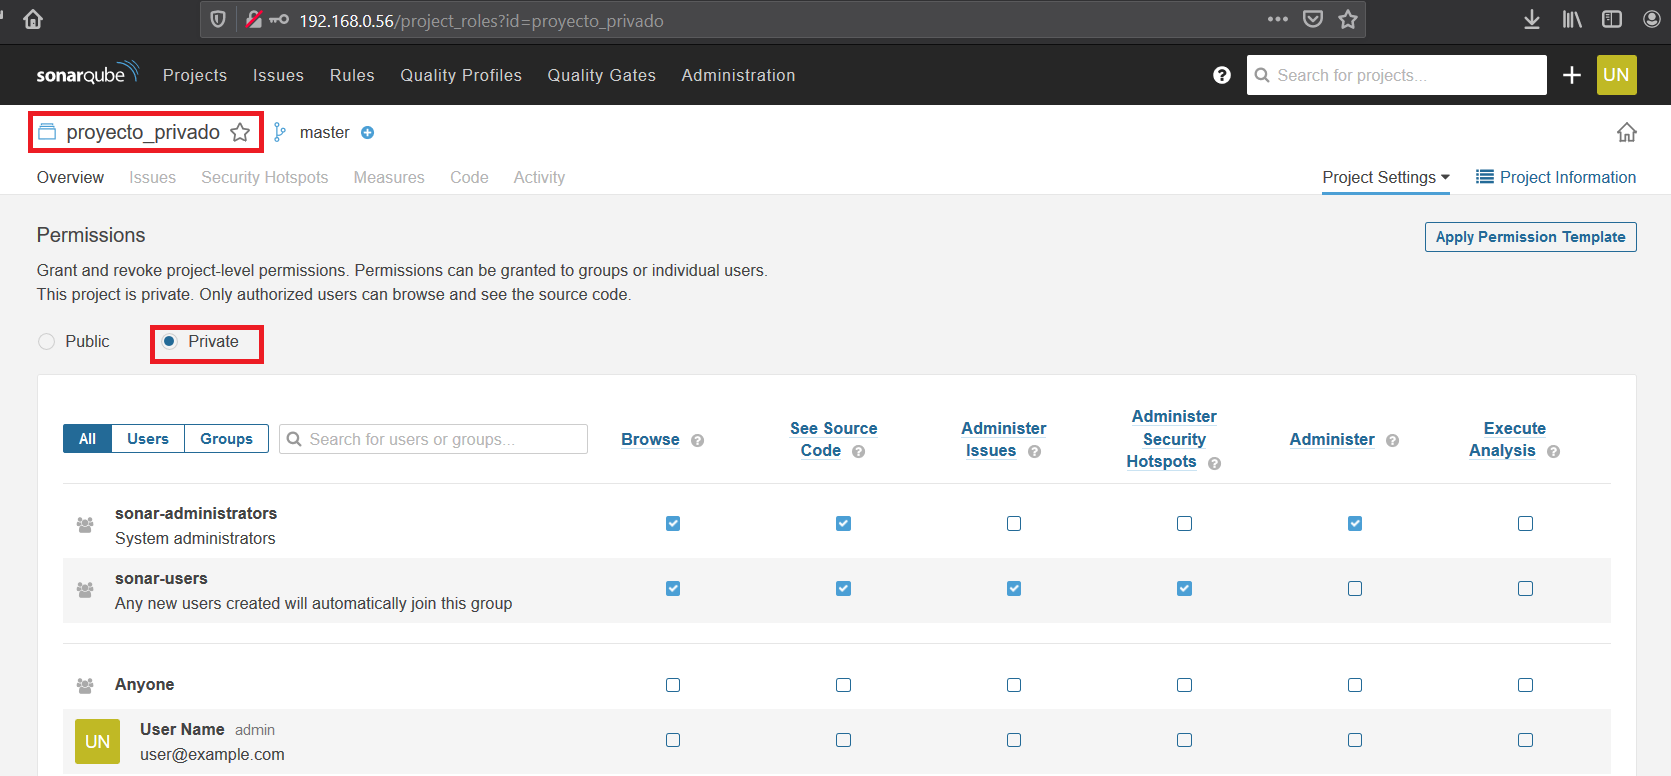 192.168.0.56/project_roles?id=proyecto_privado
sonarqube Projects Issues Rules Quality Profiles Quality Gates Administration Search for projects... UN
proyecto_privado master
Overview Issues Security Hotspots Measures Code Activity Project Settings Project Information
Permissions Apply Permission Template
Grant and revoke project-level permissions. Permissions can be granted to groups or individual users.
This project is private. Only authorized users can browse and see the source code.
Public Private
All Users Groups Search for users or groups...
Browse
See Source
Code
Administer
Issues
Administer
Security
Hotspots
Administer
Execute
Analysis
sonar-administrators
System administrators
sonar-users
Any new users created will automatically join this group
Anyone
UN
User Name admin
user@example.com